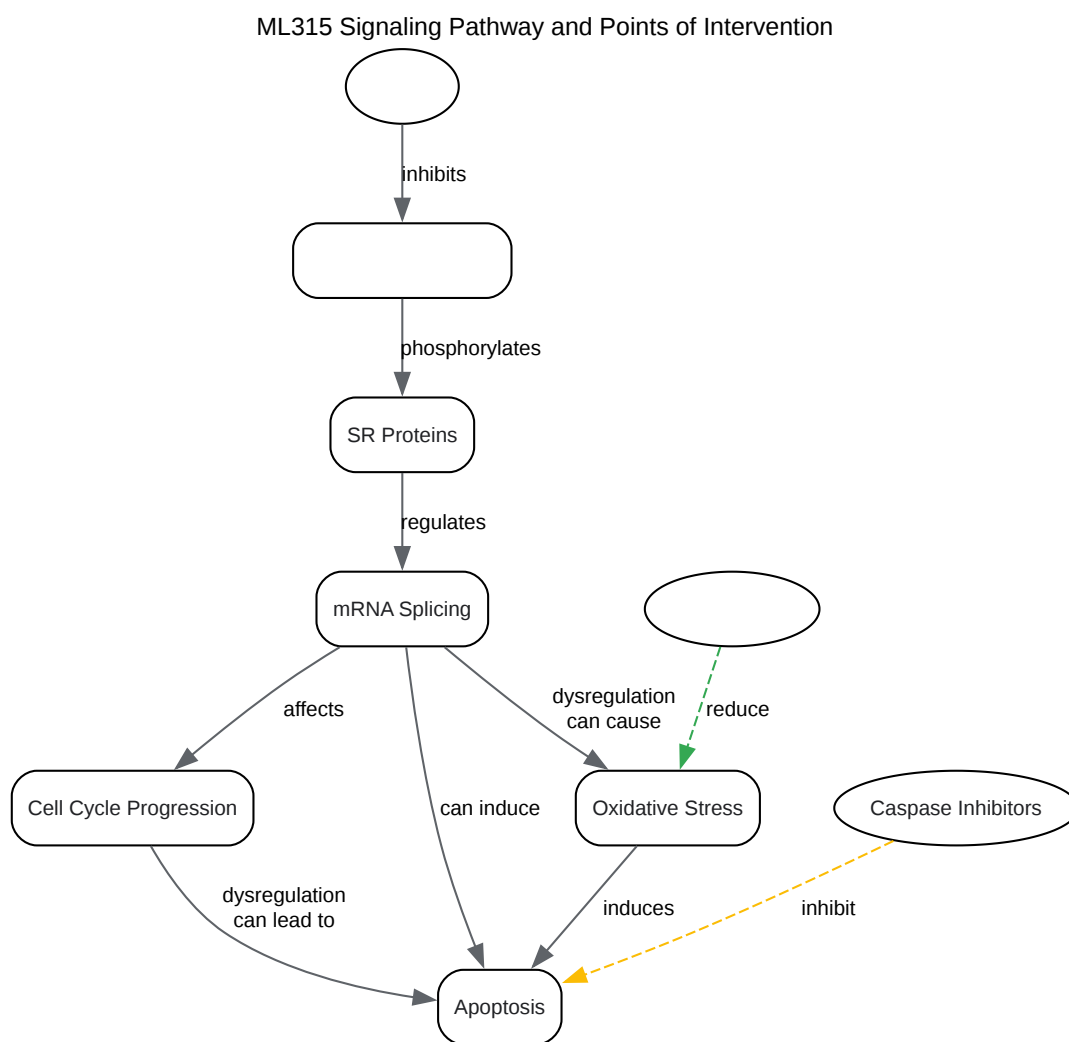 ML315 Signaling Pathway and Points of Intervention
inhibits
phosphorylates
SR Proteins
regulates
mRNA Splicing
affects
dysregulation
can cause
reduce
Cell Cycle Progression
can induce
Oxidative Stress
Caspase Inhibitors
dysregulation
can lead to
induces
inhibit
Apoptosis